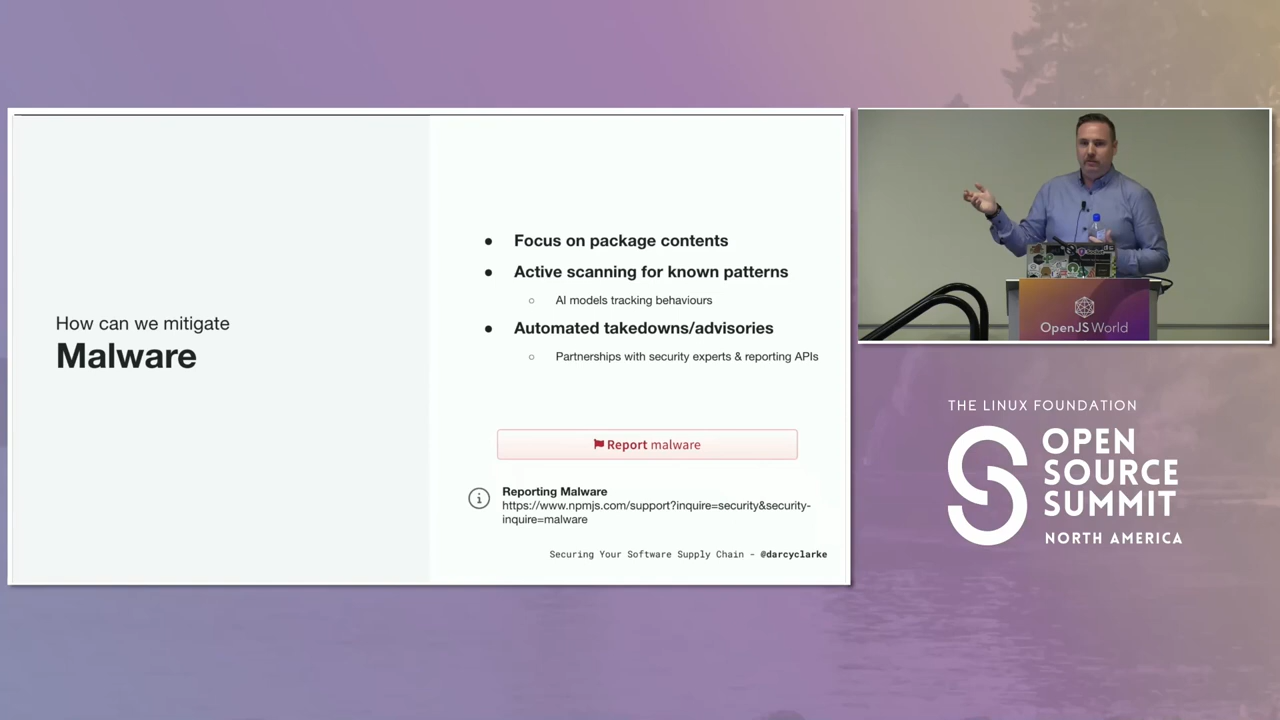 How can we mitigate
Malware
● Focus on package contents
● Active scanning for known patterns
○ AI models tracking behaviours
● Automated takedowns/advisories
○ Partnerships with security experts & reporting APIs
Report malware
Reporting Malware
https://www.npmjs.com/support?inquire=security&security-
inquire=malware
Securing Your Software Supply Chain - @darcyclarke
OpenJS World
THE LINUX FOUNDATION
OPEN
SOURCE
SUMMIT
NORTH AMERICA